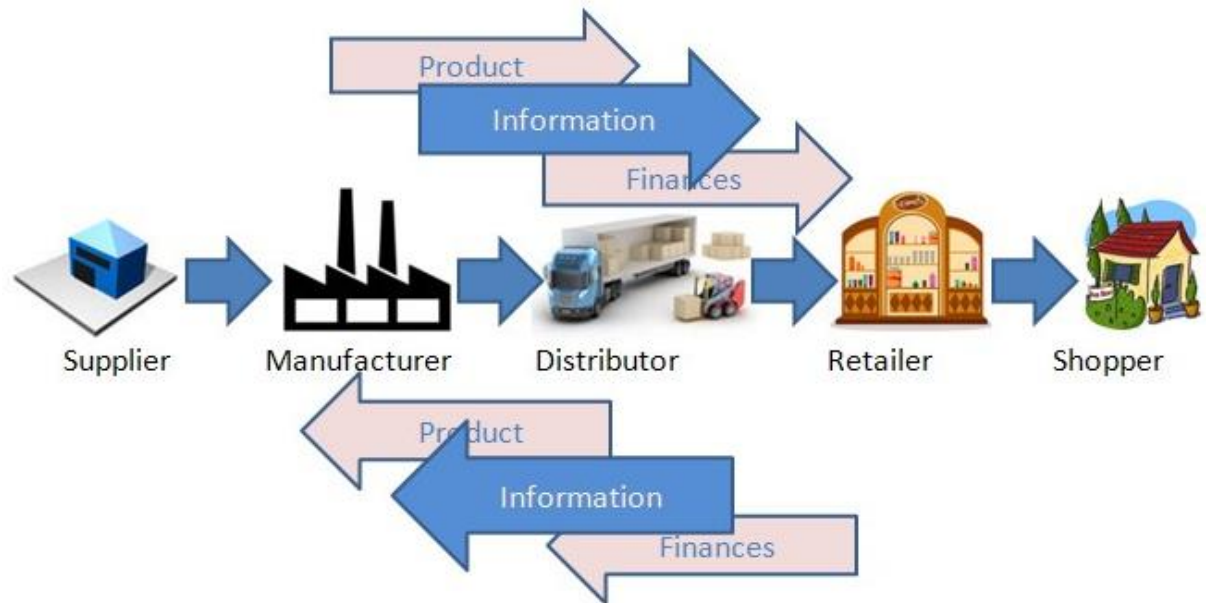 Product
Information
Finances
Supplier Manufacturer Distributor Retailer Shopper
Product
Information
Finances